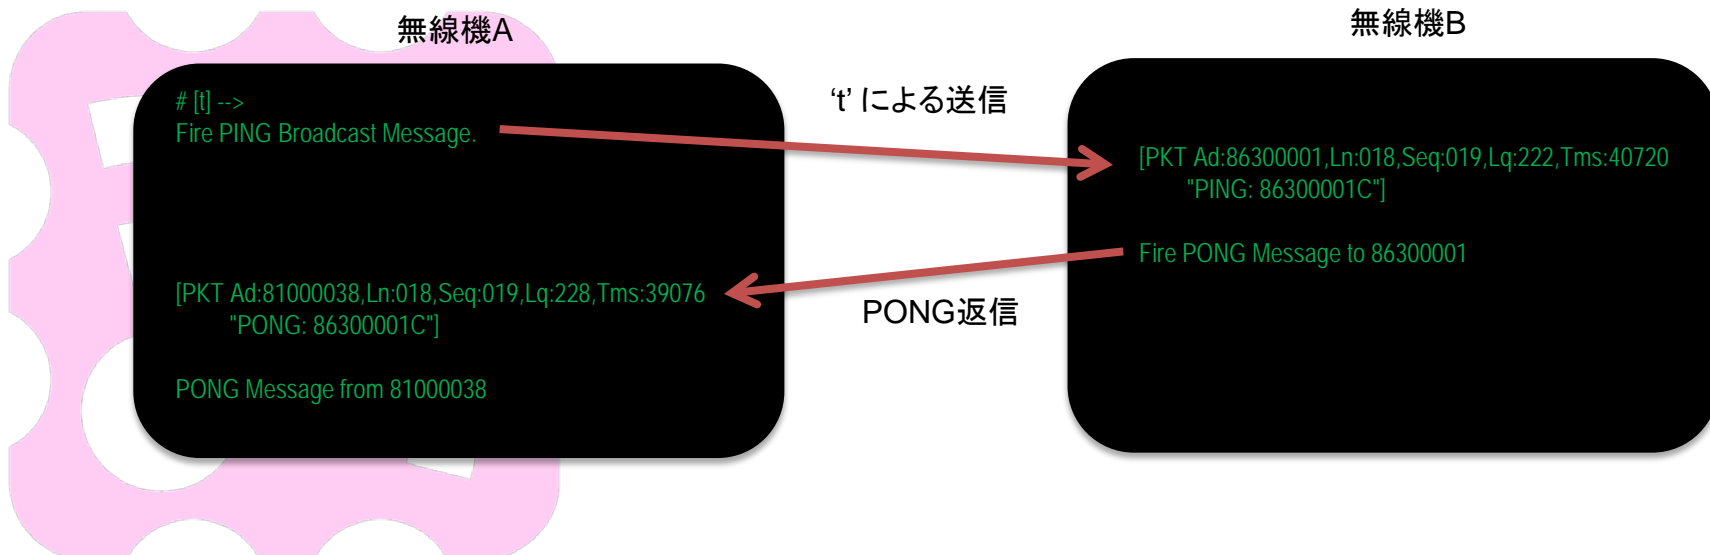 無線機A
# [t] -->
Fire PING Broadcast Message.
[PKT Ad:81000038,Ln:018,Seq:019,Lq:228,Tms:39076
"PONG: 86300001C"]
PONG Message from 81000038
‘t’ による送信
PONG返信
無線機B
[PKT Ad:86300001,Ln:018,Seq:019,Lq:222,Tms:40720
"PING: 86300001C"]
Fire PONG Message to 86300001